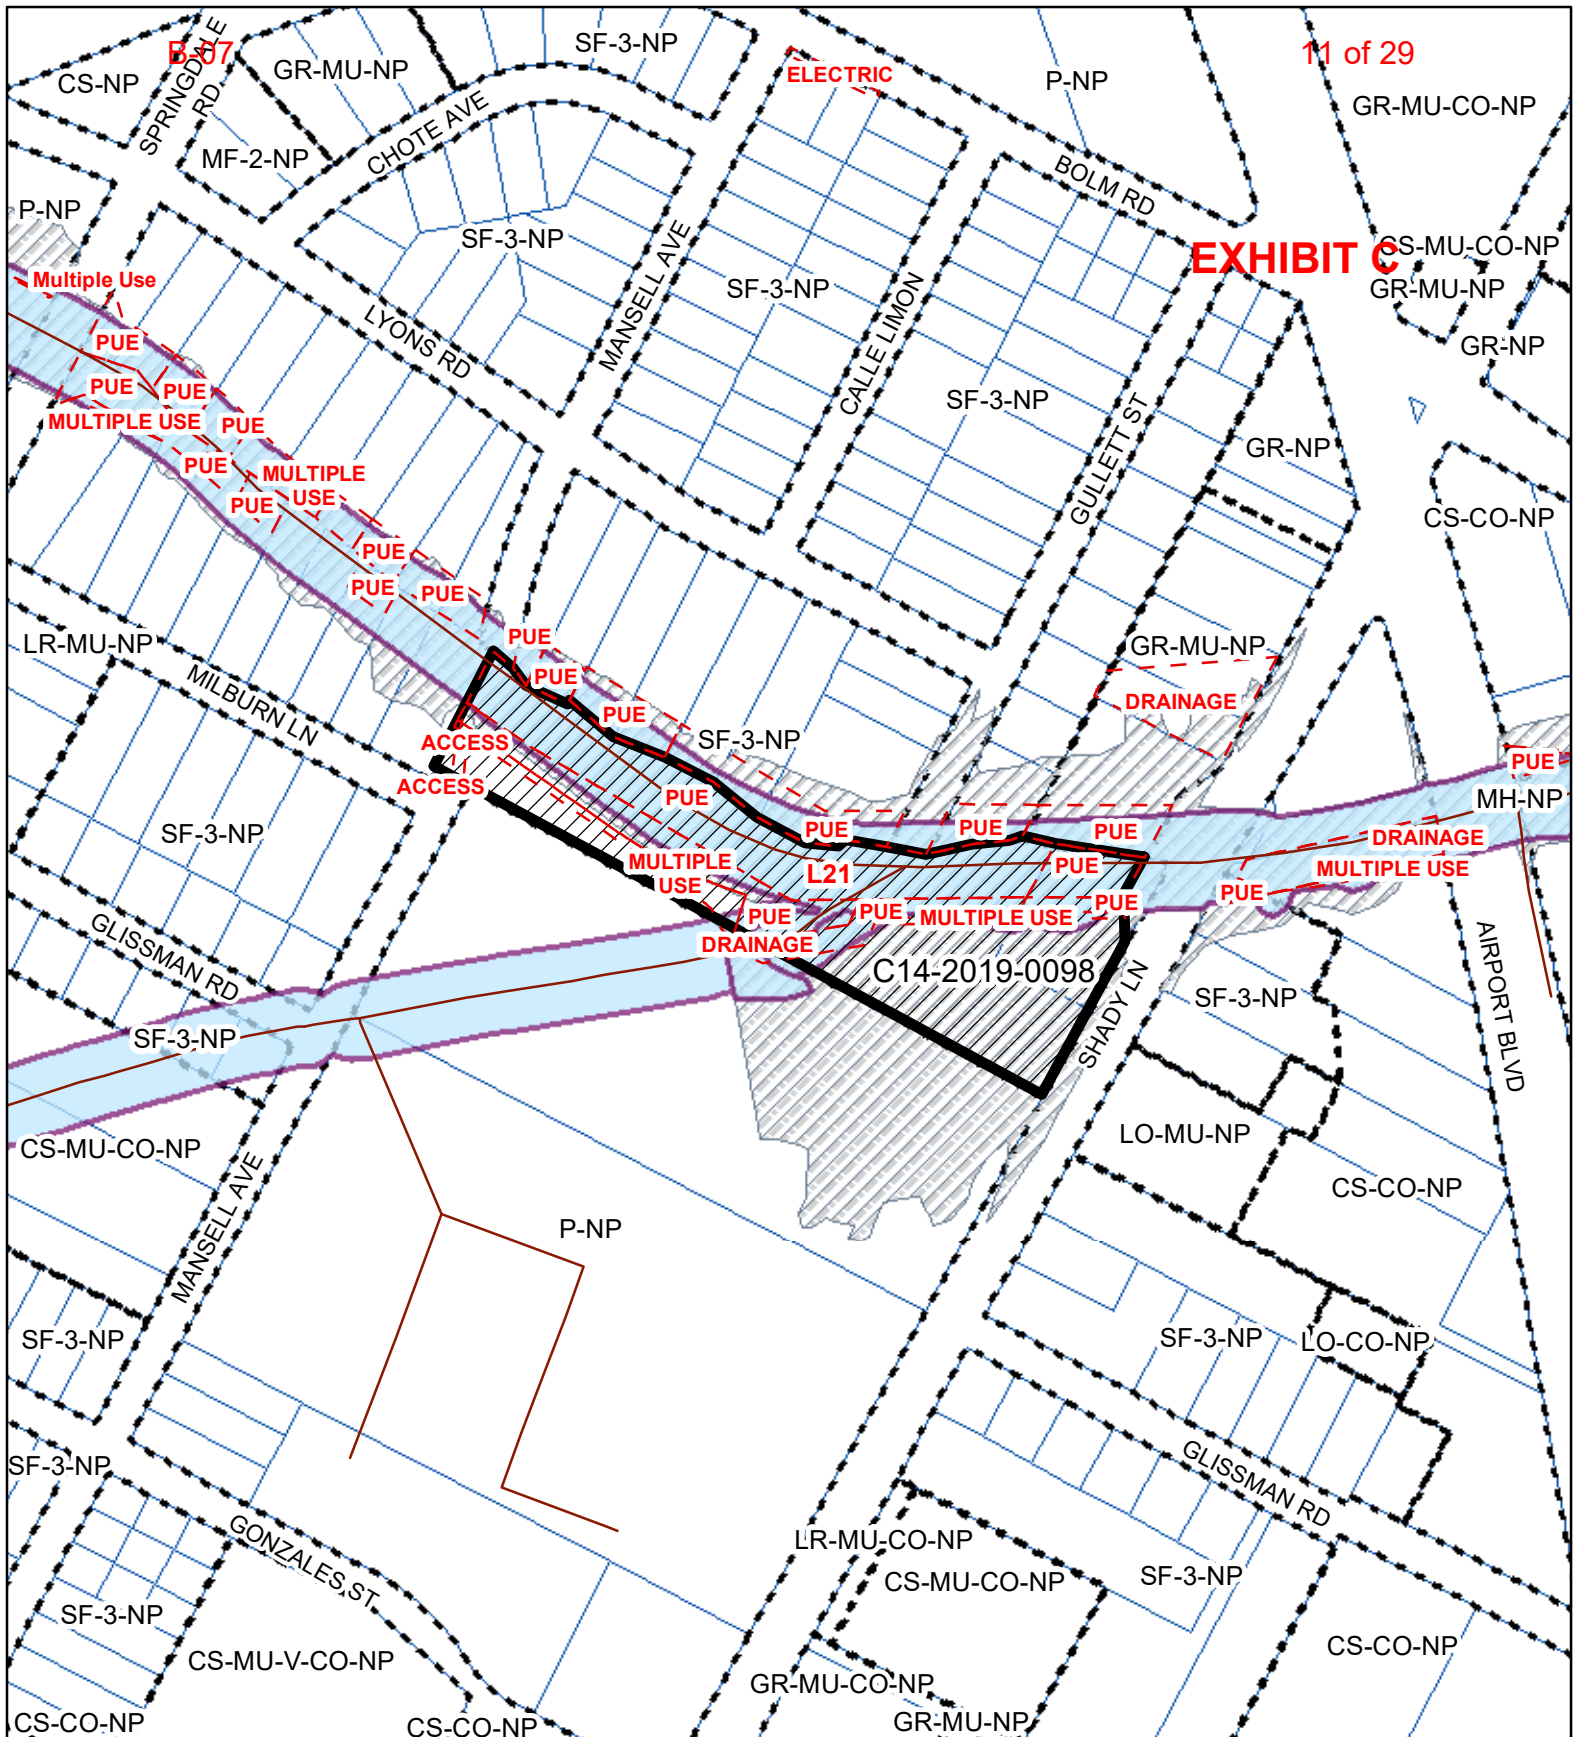 B-07
11 of 29
EXHIBIT C
SPRINGDALE
RD
CS-NP
GR-MU-NP
SF-3-NP
ELECTRIC
P-NP
GR-MU-CO-NP
MF-2-NP
CHOTE AVE
BOLM RD
P-NP
SF-3-NP
MANSELL AVE
SF-3-NP
CALLE LIMON
CS-MU-CO-NP
GR-MU-NP
GR-NP
Multiple Use
PUE
PUE
PUE
MULTIPLE USE
PUE
LYONS RD
SF-3-NP
GULLETT ST
GR-NP
CS-CO-NP
PUE
MULTIPLE
USE
PUE
PUE
PUE
PUE
LR-MU-NP
MILBURN LN
PUE
PUE
PUE
GR-MU-NP
DRAINAGE
SF-3-NP
ACCESS
ACCESS
PUE
PUE
PUE
PUE
PUE
PUE
MH-NP
DRAINAGE
MULTIPLE USE
SF-3-NP
MULTIPLE
USE
L21
PUE
PUE
PUE
MULTIPLE USE
PUE
DRAINAGE
C14-2019-0098
GLISSMAN RD
SF-3-NP
SHADY LN
SF-3-NP
AIRPORT BLVD
CS-MU-CO-NP
MANSELL AVE
LO-MU-NP
CS-CO-NP
P-NP
SF-3-NP
SF-3-NP
LO-CO-NP
SF-3-NP
GONZALES ST
GLISSMAN RD
LR-MU-CO-NP
CS-MU-CO-NP
SF-3-NP
SF-3-NP
CS-MU-V-CO-NP
CS-CO-NP
GR-MU-CO-NP
CS-CO-NP
CS-CO-NP
GR-MU-NP